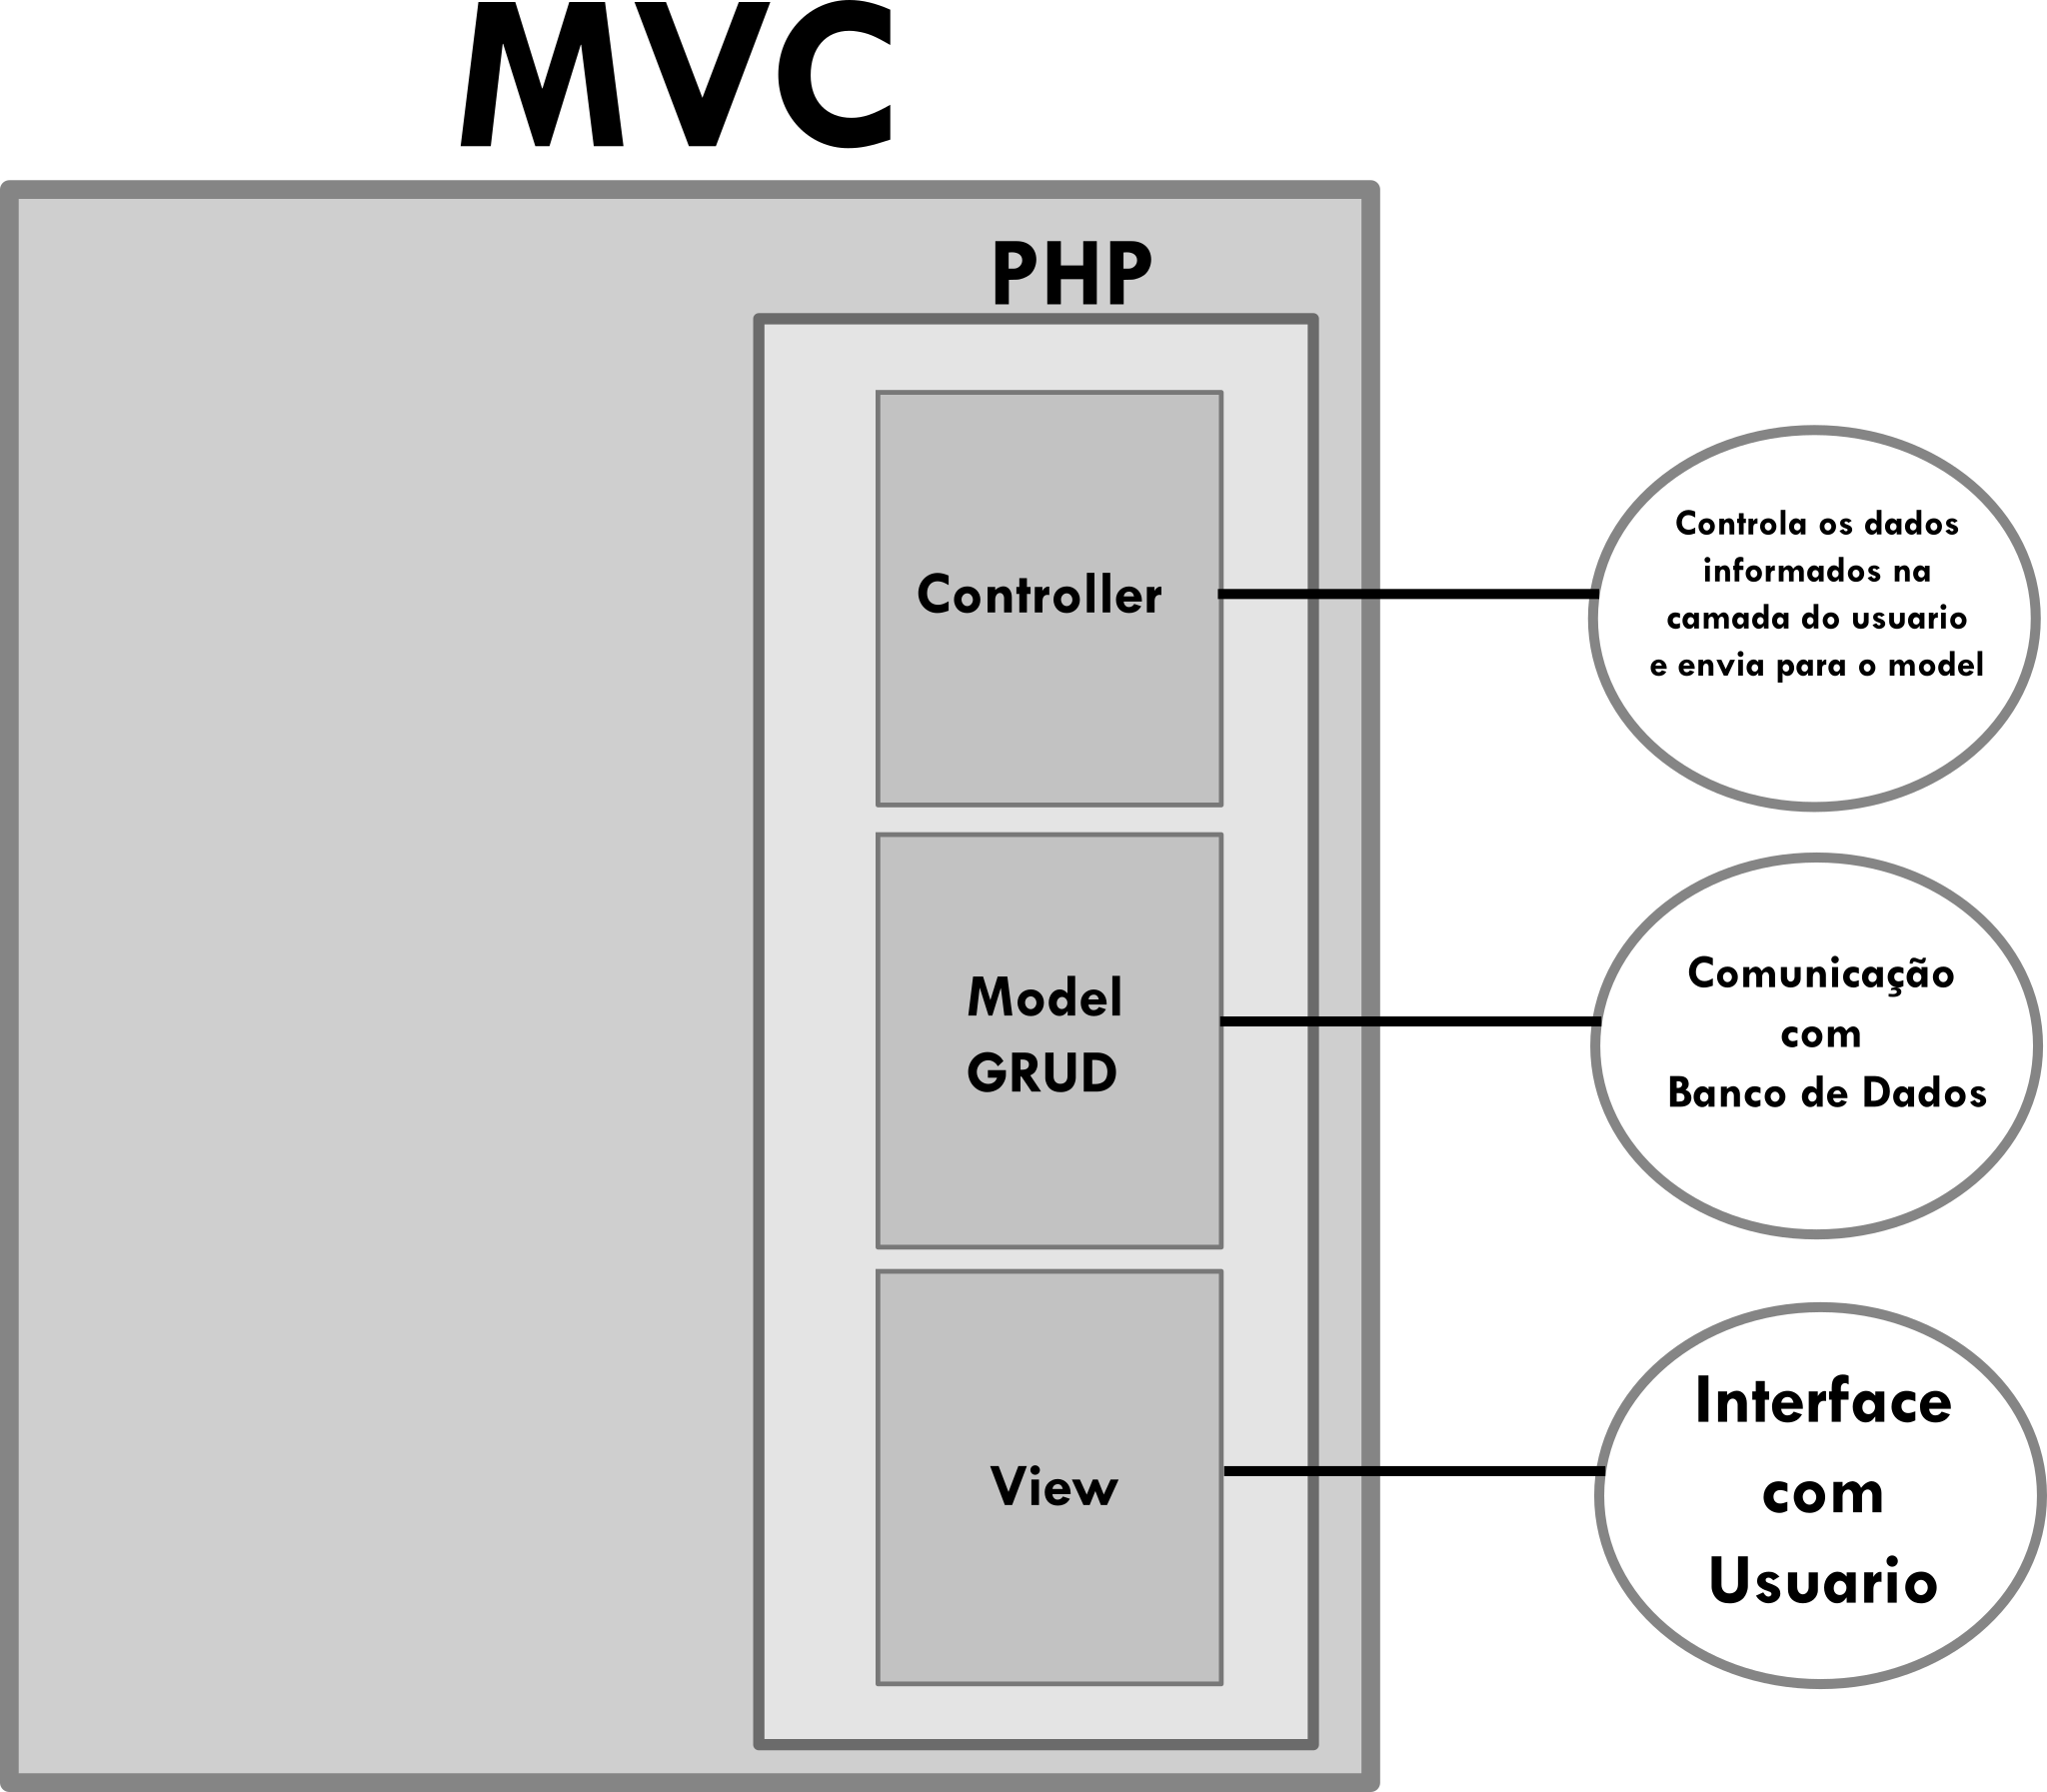 MVC
PHP
Controller
Controla os dados
informados na
camada do usuario
e envia para o model
Model
GRUD
Comunicação
com
Banco de Dados
View
Interface
com
Usuario